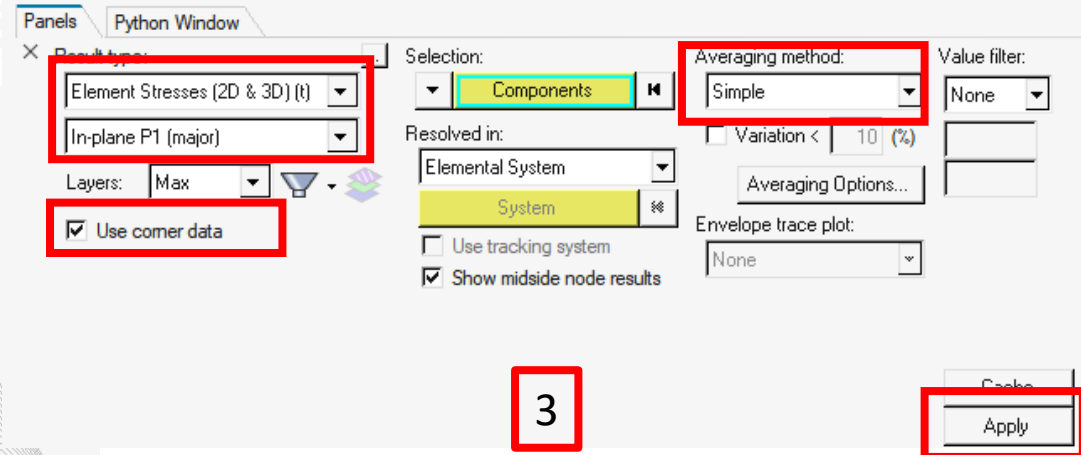 Panels
Python Window
Result type:
Element Stresses (2D & 3D) (t)
In-plane P1 (major)
Layers:
Max
Use corner data
Selection:
Components
Resolved in:
Elemental System
System
Use tracking system
Show midside node results
Averaging method:
Simple
Variation <
10
(%)
Averaging Options...
Envelope trace plot:
None
Value filter:
None
3
Cache
Apply